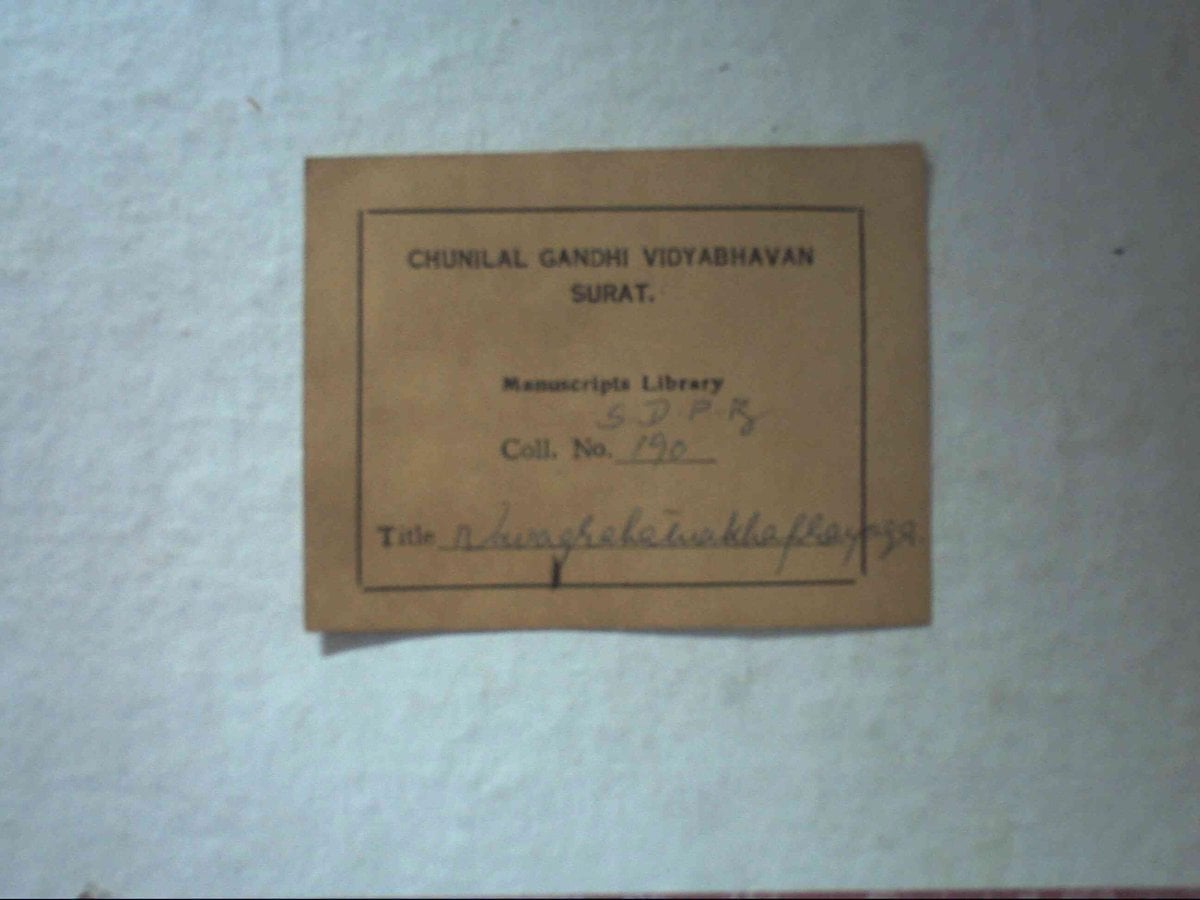 CHUNILAL GANDHI VIDYABHAVAN
SURAT.
Manuscripts Library
S. D. P. B
Coll. No. 190
Title